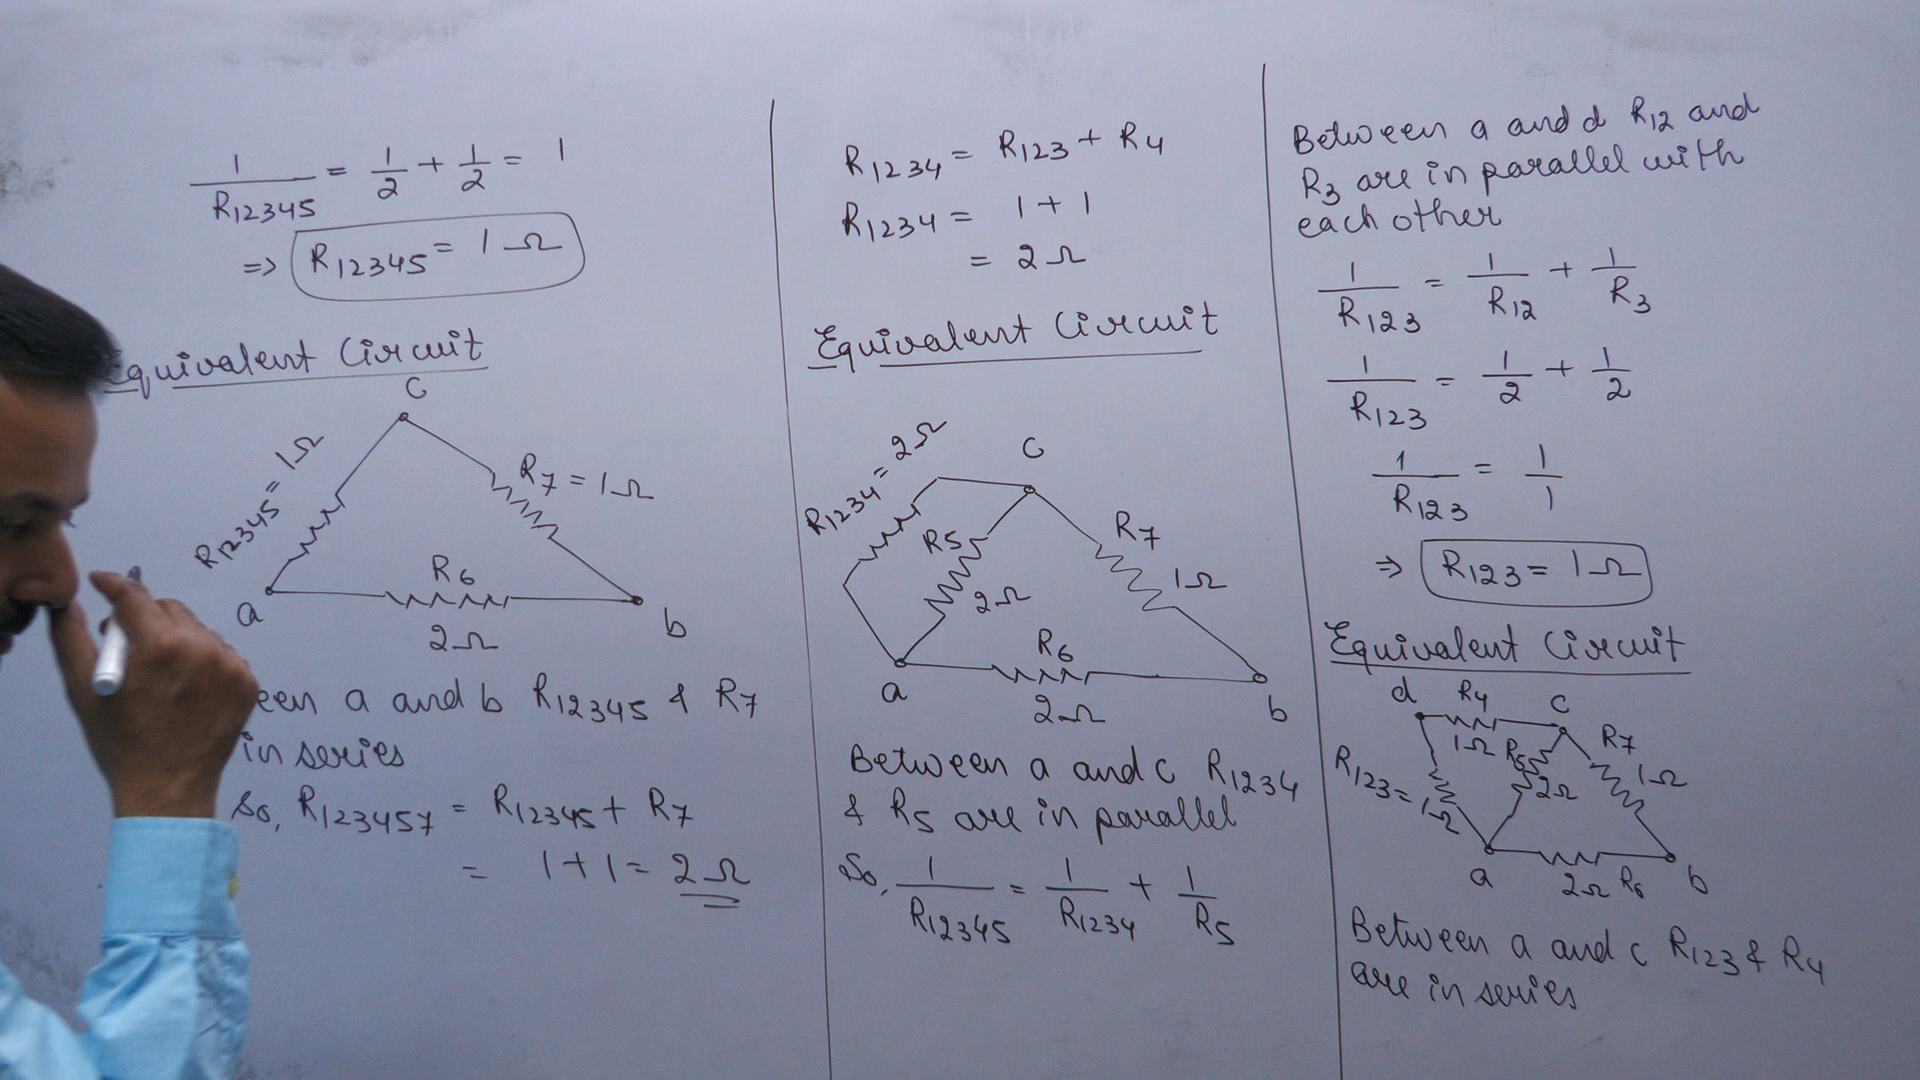 1/R12345 = 1/2 + 1/2 = 1
=> R12345 = 1Ω
Equivalent Circuit
C
R12345 = 1Ω
R7 = 1Ω
R6
a
2Ω
b
een a and b R12345 & R7
in series
So, R123457 = R12345 + R7
= 1 + 1 = 2Ω
R1234 = R123 + R4
R1234 = 1 + 1
= 2Ω
Equivalent Circuit
R1234 = 2Ω
C
R5
2Ω
R7
1Ω
R6
a
2Ω
b
Between a and c R1234
& R5 are in parallel
So, 1/R12345 = 1/R1234 + 1/R5
Between a and d R12 and
R3 are in parallel with
each other
1/R123 = 1/R12 + 1/R3
1/R123 = 1/2 + 1/2
1/R123 = 1/1
=> R123 = 1Ω
Equivalent Circuit
d R4 c
1Ω R5 R7
R123 = 1Ω 2Ω 1Ω
a 2Ω R6 b
Between a and c R123 & R4
are in series